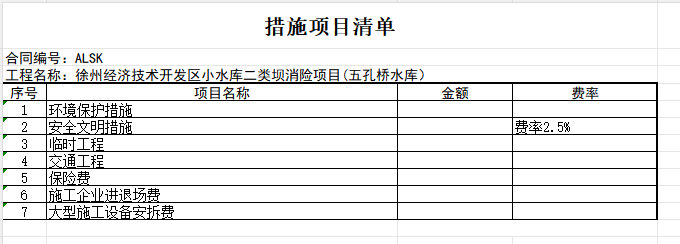 措施项目清单
合同编号：ALSK
工程名称：徐州经济技术开发区小水库二类坝消险项目(五孔桥水库）
序号 项目名称 金额 费率
1 环境保护措施
2 安全文明措施 费率2.5%
3 临时工程
4 交通工程
5 保险费
6 施工企业进退场费
7 大型施工设备安拆费